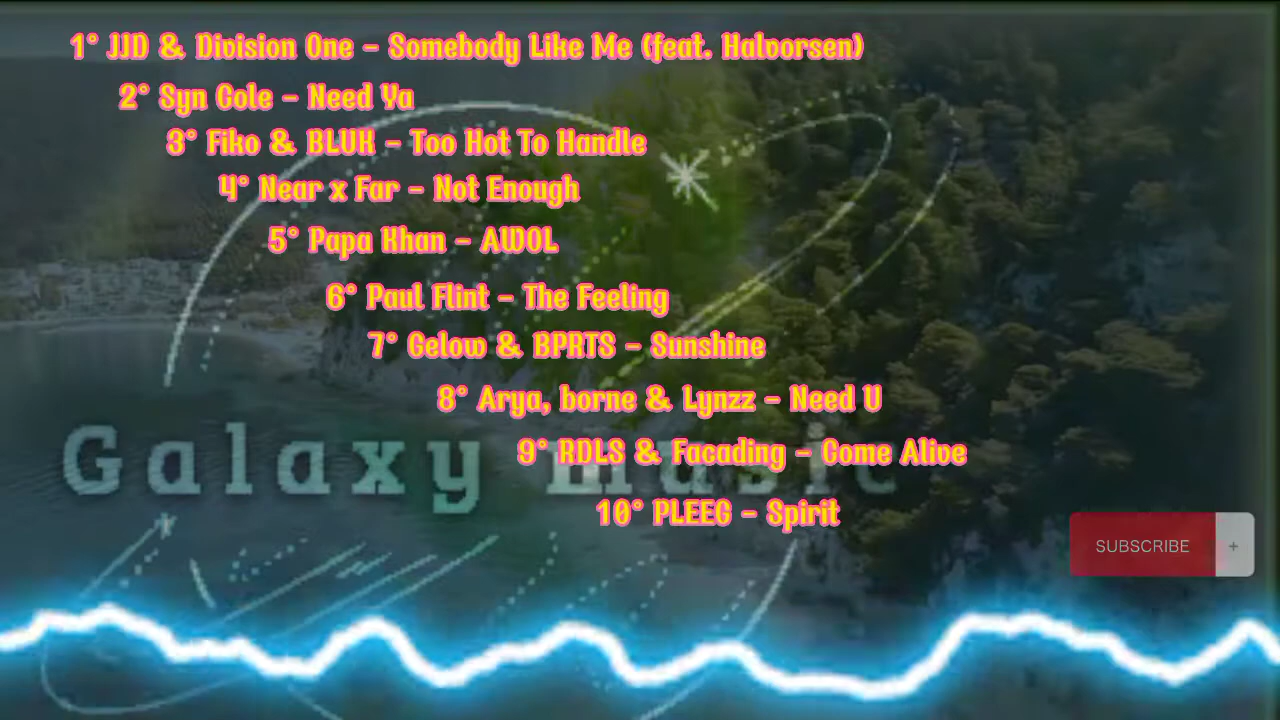 1° JJD & Division One - Somebody Like Me (feat. Halvorsen)
2° Syn Cole - Need Ya
3° Fiko & BLUK - Too Hot To Handle
4° Near x Far - Not Enough
5° Papa Khan - AWOL
6° Paul Flint - The Feeling
7° Gelow & BPRTS - Sunshine
8° Arya, borne & Lynzz - Need U
9° RDLS & Facading - Come Alive
Galaxy music
10° PLEEG - Spirit
SUBSCRIBE +